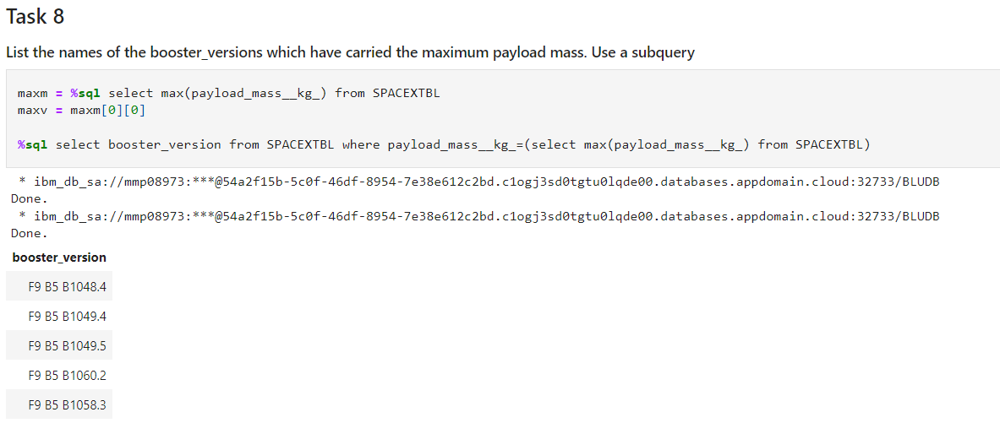 Task 8
List the names of the booster_versions which have carried the maximum payload mass. Use a subquery
maxm = %sql select max(payload_mass__kg_) from SPACEXTBL
maxv = maxm[0][0]
%sql select booster_version from SPACEXTBL where payload_mass__kg_=(select max(payload_mass__kg_) from SPACEXTBL)
* ibm_db_sa://mmp08973:***@54a2f15b-5c0f-46df-8954-7e38e612c2bd.c1ogj3sd0tgtu0lqde00.databases.appdomain.cloud:32733/BLUDB
Done.
* ibm_db_sa://mmp08973:***@54a2f15b-5c0f-46df-8954-7e38e612c2bd.c1ogj3sd0tgtu0lqde00.databases.appdomain.cloud:32733/BLUDB
Done.
booster_version
F9 B5 B1048.4
F9 B5 B1049.4
F9 B5 B1049.5
F9 B5 B1060.2
F9 B5 B1058.3